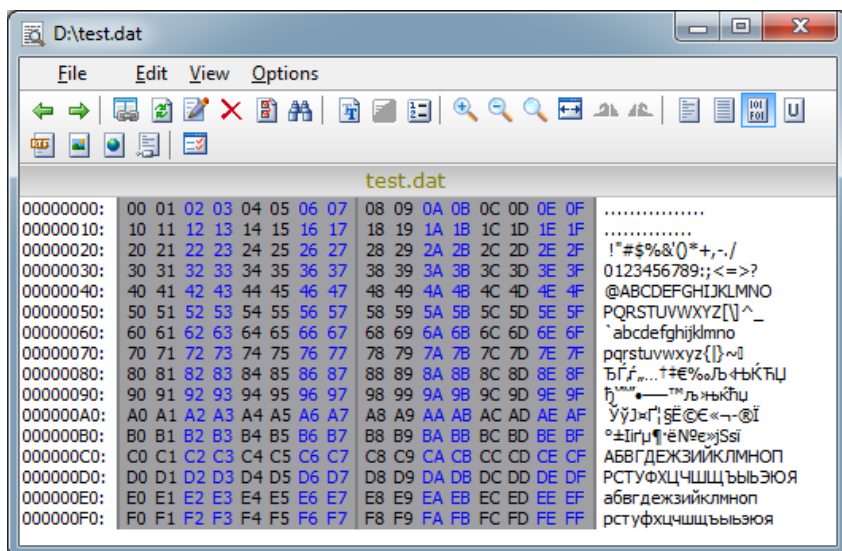 D:\test.dat
File Edit View Options
test.dat
00000000: 00 01 02 03 04 05 06 07 08 09 0A 0B 0C 0D 0E 0F ................
00000010: 10 11 12 13 14 15 16 17 18 19 1A 1B 1C 1D 1E 1F ..............
00000020: 20 21 22 23 24 25 26 27 28 29 2A 2B 2C 2D 2E 2F !"#$%&'()*+,-./
00000030: 30 31 32 33 34 35 36 37 38 39 3A 3B 3C 3D 3E 3F 0123456789:;<=>?
00000040: 40 41 42 43 44 45 46 47 48 49 4A 4B 4C 4D 4E 4F @ABCDEFGHIJKLMNO
00000050: 50 51 52 53 54 55 56 57 58 59 5A 5B 5C 5D 5E 5F PQRSTUVWXYZ[\]^_
00000060: 60 61 62 63 64 65 66 67 68 69 6A 6B 6C 6D 6E 6F `abcdefghijklmno
00000070: 70 71 72 73 74 75 76 77 78 79 7A 7B 7C 7D 7E 7F pqrstuvwxyz{|}~
00000080: 80 81 82 83 84 85 86 87 88 89 8A 8B 8C 8D 8E 8F ЂЃ‚ѓ„…†‡€‰Љ‹ЊЌЋЏ
00000090: 90 91 92 93 94 95 96 97 98 99 9A 9B 9C 9D 9E 9F ђ‘’“”•–—™љ›њќћџ
000000A0: A0 A1 A2 A3 A4 A5 A6 A7 A8 A9 AA AB AC AD AE AF ЎўЈ¤Ґ¦§Ё©Є«¬-®Ї
000000B0: B0 B1 B2 B3 B4 B5 B6 B7 B8 B9 BA BB BC BD BE BF °±Ііґµ¶·ё№є»јЅѕї
000000C0: C0 C1 C2 C3 C4 C5 C6 C7 C8 C9 CA CB CC CD CE CF АБВГДЕЖЗИЙКЛМНОП
000000D0: D0 D1 D2 D3 D4 D5 D6 D7 D8 D9 DA DB DC DD DE DF РСТУФХЦЧШЩЪЫЬЭЮЯ
000000E0: E0 E1 E2 E3 E4 E5 E6 E7 E8 E9 EA EB EC ED EE EF абвгдежзийклмноп
000000F0: F0 F1 F2 F3 F4 F5 F6 F7 F8 F9 FA FB FC FD FE FF рстуфхцчшщъыьэюя